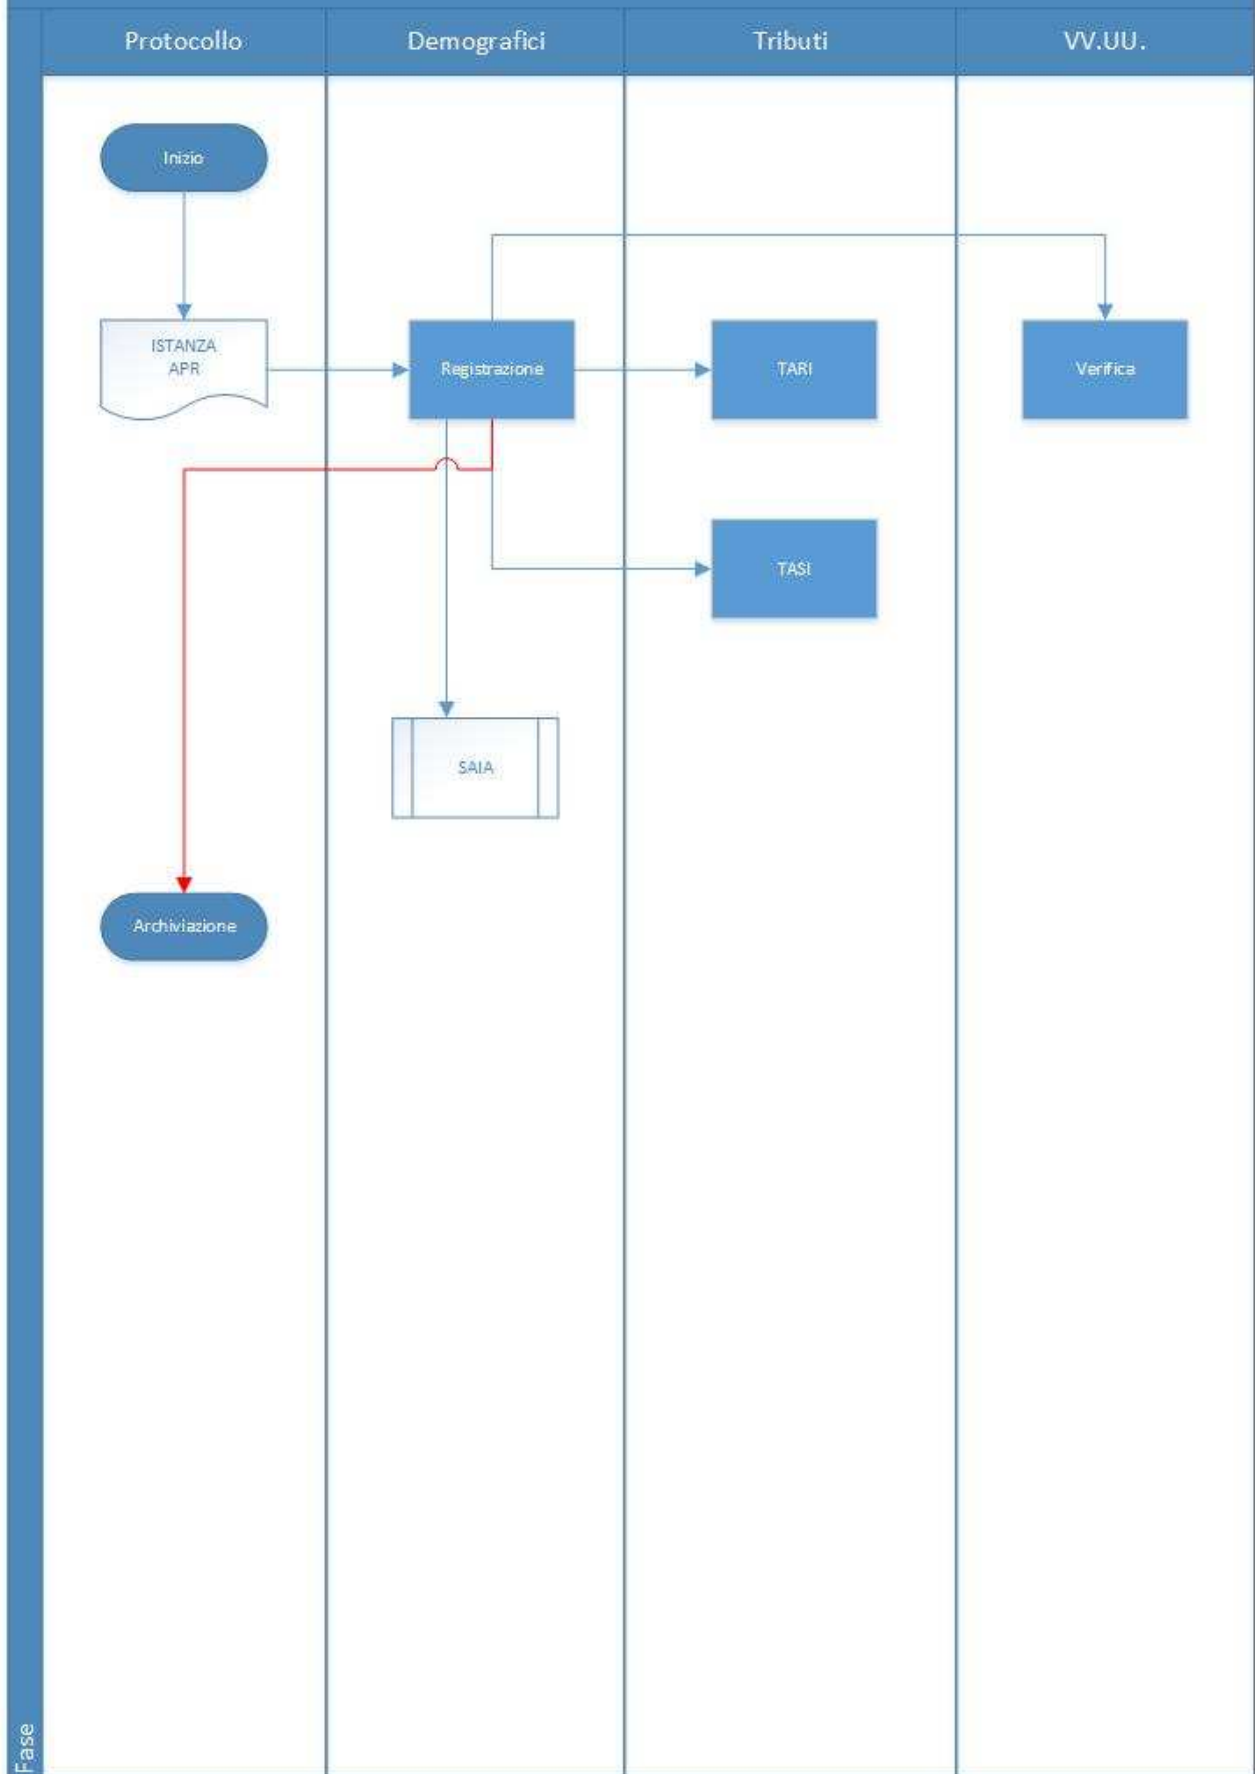 Protocollo
Demografici
Tributi
VV.UU.
Inizio
ISTANZA
APR
Registrazione
TARI
Verifica
TASI
SAIA
Archiviazione
Fase